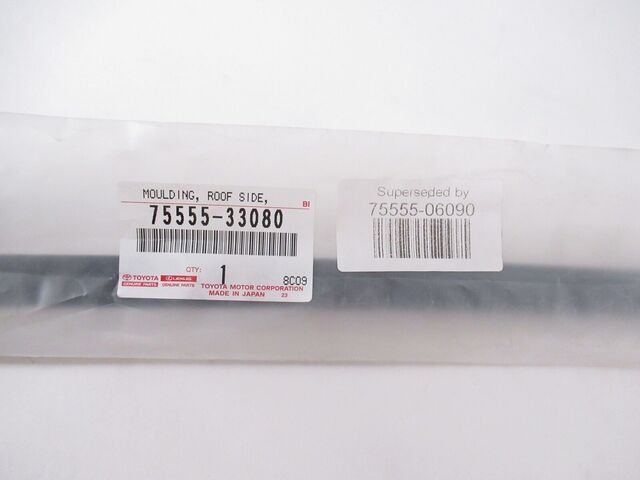 MOULDING, ROOF SIDE,
BI
75555-33080
QTY:
1
8C09
TOYOTA
GENUINE PARTS
LEXUS
GENUINE PARTS
TOYOTA MOTOR CORPORATION
MADE IN JAPAN 23
Superseded by
75555-06090